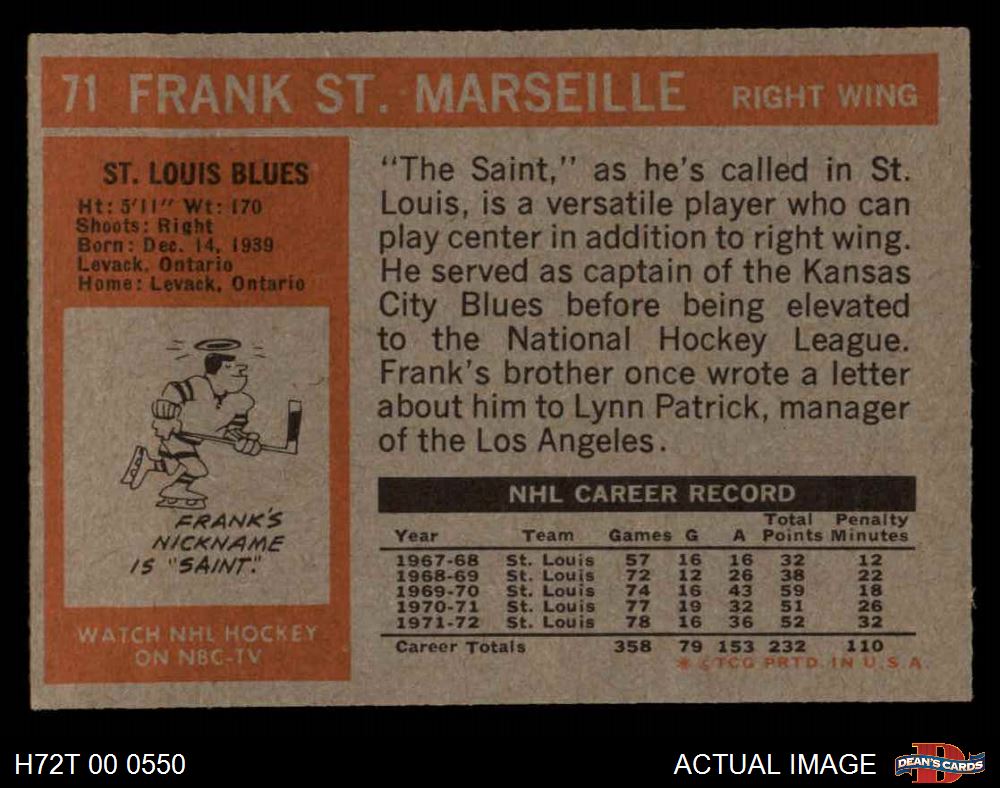 71 FRANK ST. MARSEILLE RIGHT WING
ST. LOUIS BLUES
Ht: 5'11" Wt: 170
Shoots: Right
Born: Dec. 14, 1939
Levack, Ontario
Home: Levack, Ontario
FRANK'S
NICKNAME
IS "SAINT."
WATCH NHL HOCKEY
ON NBC-TV
"The Saint," as he's called in St.
Louis, is a versatile player who can
play center in addition to right wing.
He served as captain of the Kansas
City Blues before being elevated
to the National Hockey League.
Frank's brother once wrote a letter
about him to Lynn Patrick, manager
of the Los Angeles.
NHL CAREER RECORD
Total Penalty
Year Team Games G A Points Minutes
1967-68 St. Louis 57 16 16 32 12
1968-69 St. Louis 72 12 26 38 22
1969-70 St. Louis 74 16 43 59 18
1970-71 St. Louis 77 19 32 51 26
1971-72 St. Louis 78 16 36 52 32
Career Totals 358 79 153 232 110
* © TCG PRTD. IN U.S.A.
H72T 00 0550 ACTUAL IMAGE
D DEAN'S CARDS